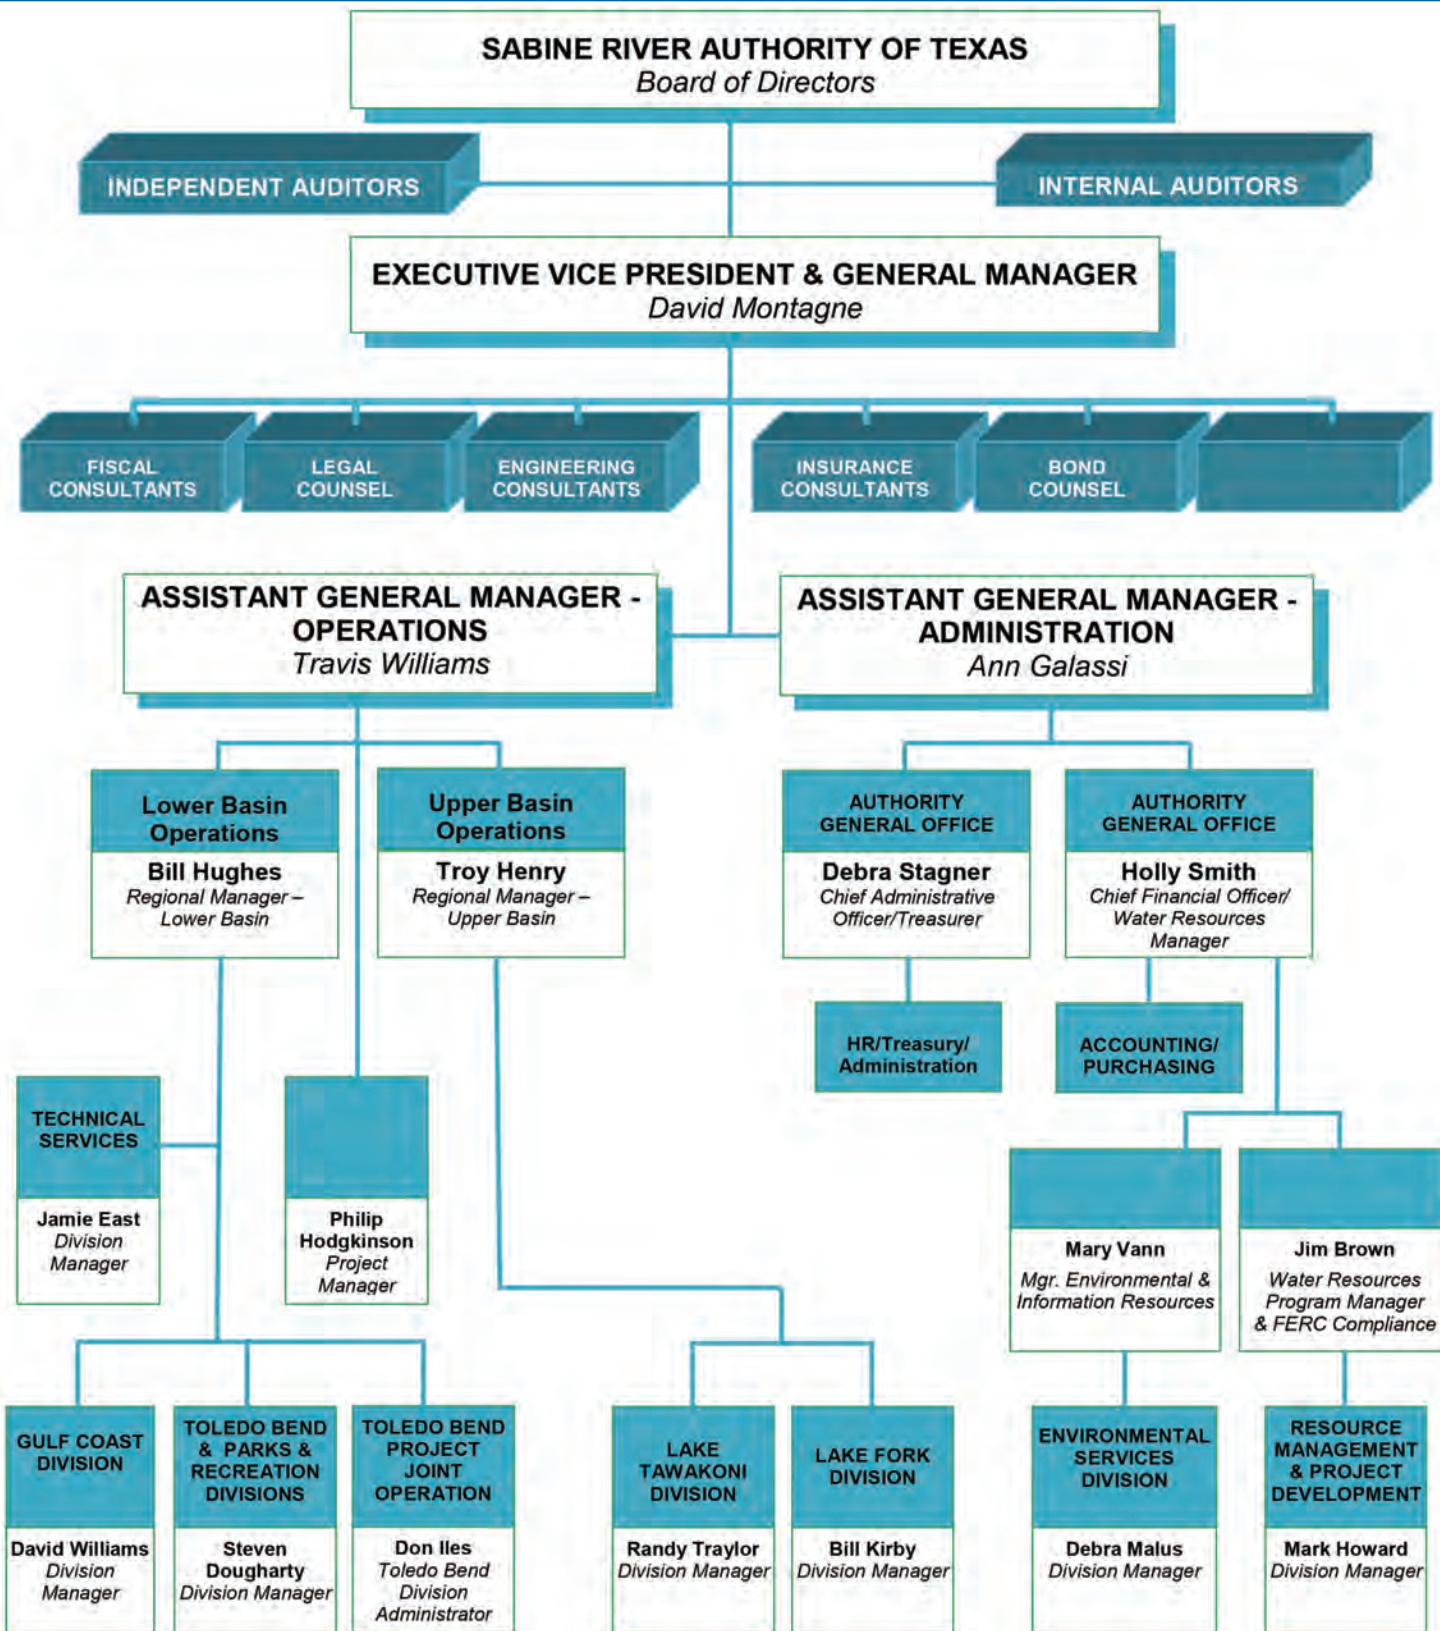 SABINE RIVER AUTHORITY OF TEXAS
Board of Directors
INDEPENDENT AUDITORS
INTERNAL AUDITORS
EXECUTIVE VICE PRESIDENT & GENERAL MANAGER
David Montagne
FISCAL
CONSULTANTS
LEGAL
COUNSEL
ENGINEERING
CONSULTANTS
INSURANCE
CONSULTANTS
BOND
COUNSEL
ASSISTANT GENERAL MANAGER -
OPERATIONS
Travis Williams
ASSISTANT GENERAL MANAGER -
ADMINISTRATION
Ann Galassi
Lower Basin
Operations
Bill Hughes
Regional Manager –
Lower Basin
Upper Basin
Operations
Troy Henry
Regional Manager –
Upper Basin
AUTHORITY
GENERAL OFFICE
Debra Stagner
Chief Administrative
Officer/Treasurer
AUTHORITY
GENERAL OFFICE
Holly Smith
Chief Financial Officer/
Water Resources
Manager
HR/Treasury/
Administration
ACCOUNTING/
PURCHASING
TECHNICAL
SERVICES
Jamie East
Division
Manager
Philip
Hodgkinson
Project
Manager
Mary Vann
Mgr. Environmental &
Information Resources
Jim Brown
Water Resources
Program Manager
& FERC Compliance
GULF COAST
DIVISION
David Williams
Division
Manager
TOLEDO BEND
& PARKS &
RECREATION
DIVISIONS
Steven
Dougharty
Division Manager
TOLEDO BEND
PROJECT
JOINT
OPERATION
Don Iles
Toledo Bend
Division
Administrator
LAKE
TAWAKONI
DIVISION
Randy Traylor
Division Manager
LAKE FORK
DIVISION
Bill Kirby
Division Manager
ENVIRONMENTAL
SERVICES
DIVISION
Debra Malus
Division Manager
RESOURCE
MANAGEMENT
& PROJECT
DEVELOPMENT
Mark Howard
Division Manager